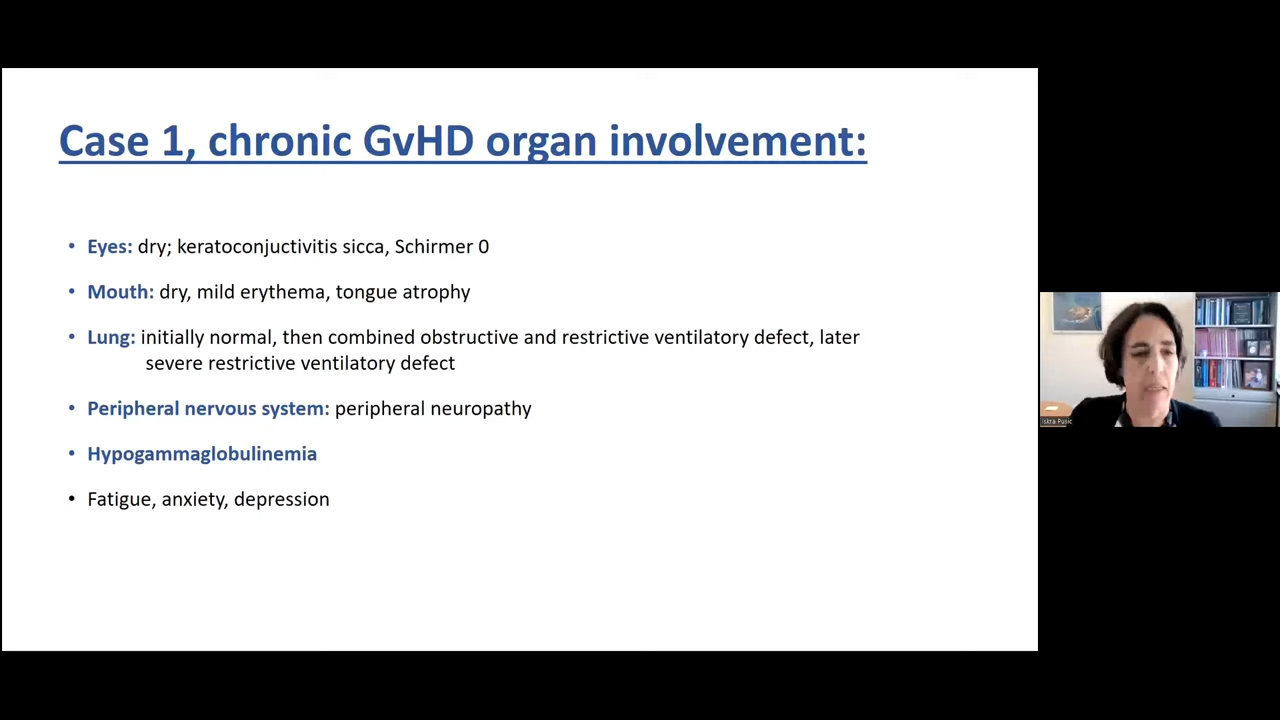 Case 1, chronic GvHD organ involvement:
• Eyes: dry; keratoconjuctivitis sicca, Schirmer 0
• Mouth: dry, mild erythema, tongue atrophy
• Lung: initially normal, then combined obstructive and restrictive ventilatory defect, later
severe restrictive ventilatory defect
• Peripheral nervous system: peripheral neuropathy
• Hypogammaglobulinemia
• Fatigue, anxiety, depression
Iskra Pusic